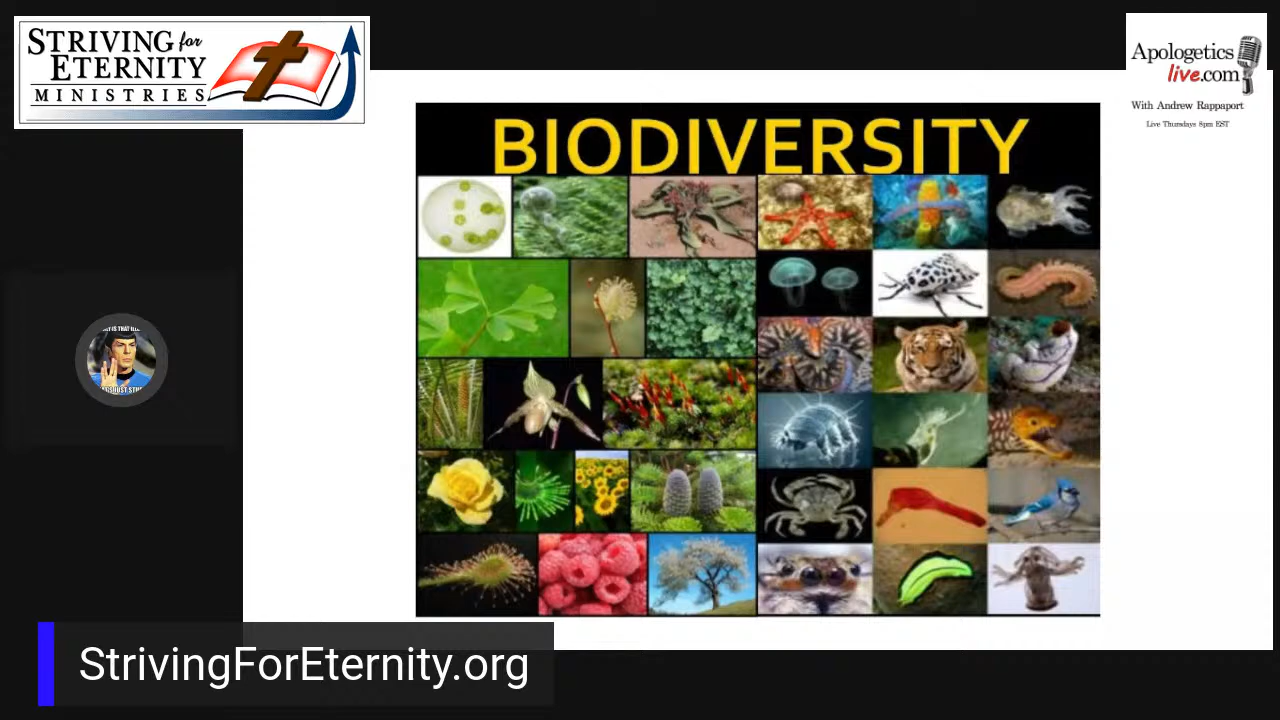 STRIVING for
ETERNITY
MINISTRIES
Apologetics
live.com
With Andrew Rappaport
Live Thursdays 8pm EST
BIODIVERSITY
StrivingForEternity.org